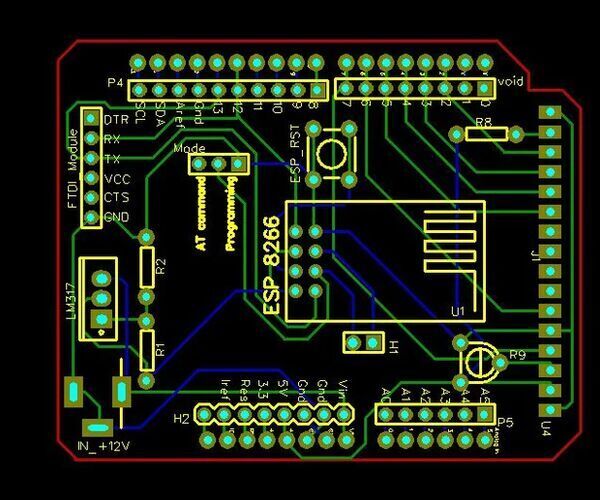 P4
void
SCL
SDA
Aref
Gnd
13
12
11
10
9
8
7
6
5
4
3
2
1
0
DTR
RX
TX
VCC
CTS
GND
FTDI_Module
Mode
AT command
Programming
ESP_RST
R8
ESP 8266
U1
J1
R2
LM317
R1
H1
R9
Iref
Res
3.3
5V
Gnd
Gnd
Vin
H2
A0
A1
A2
A3
A4
A5
P5
U4
IN_+12V